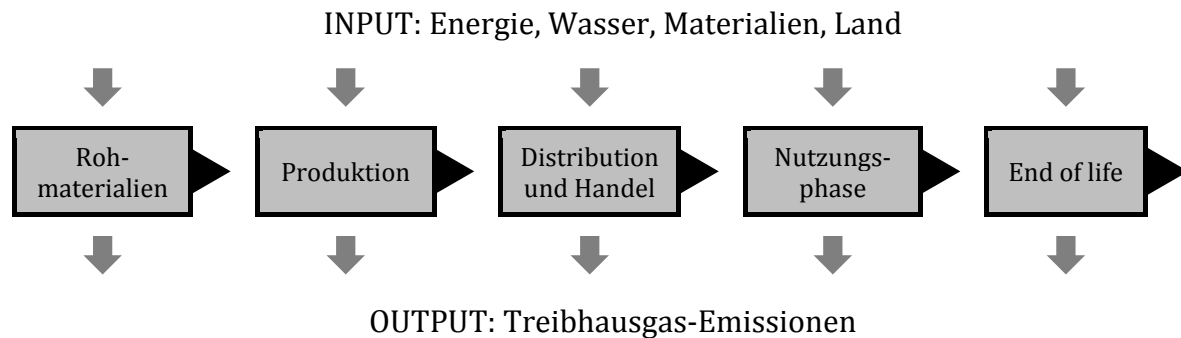 INPUT: Energie, Wasser, Materialien, Land
Roh-
materialien
Produktion
Distribution
und Handel
Nutzungs-
phase
End of life
OUTPUT: Treibhausgas-Emissionen